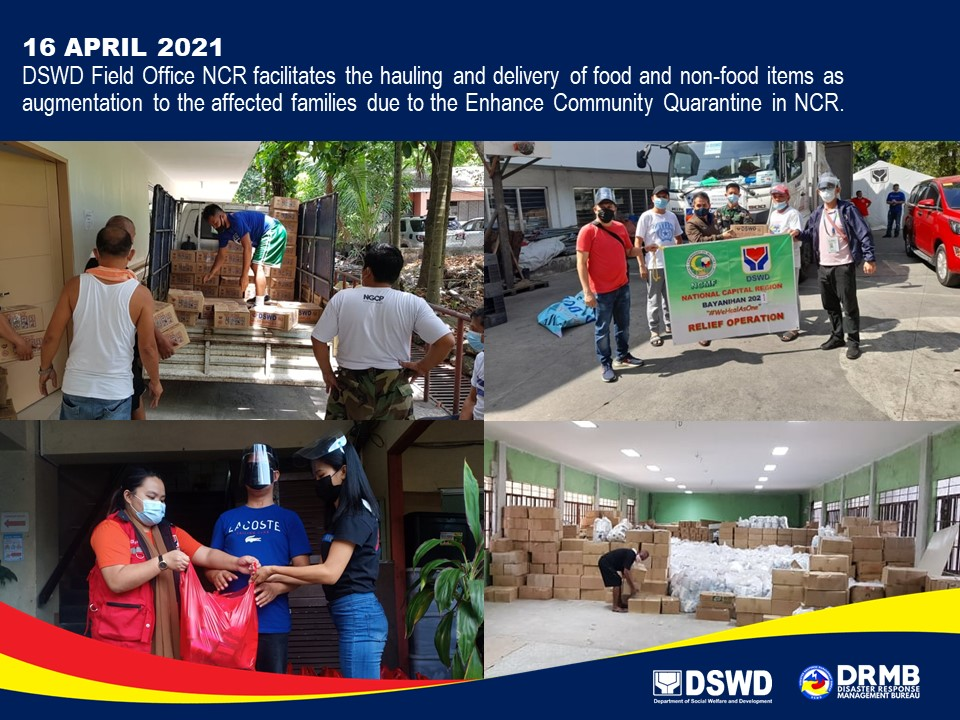 16 APRIL 2021
DSWD Field Office NCR facilitates the hauling and delivery of food and non-food items as
augmentation to the affected families due to the Enhance Community Quarantine in NCR.
NGCP
DSWD
NCMF
DSWD
NATIONAL CAPITAL REGION
BAYANIHAN 2021
"#WeHealAsOne"
RELIEF OPERATION
LACOSTE
DSWD
Department of Social Welfare and Development
DRMB
DISASTER RESPONSE
MANAGEMENT BUREAU